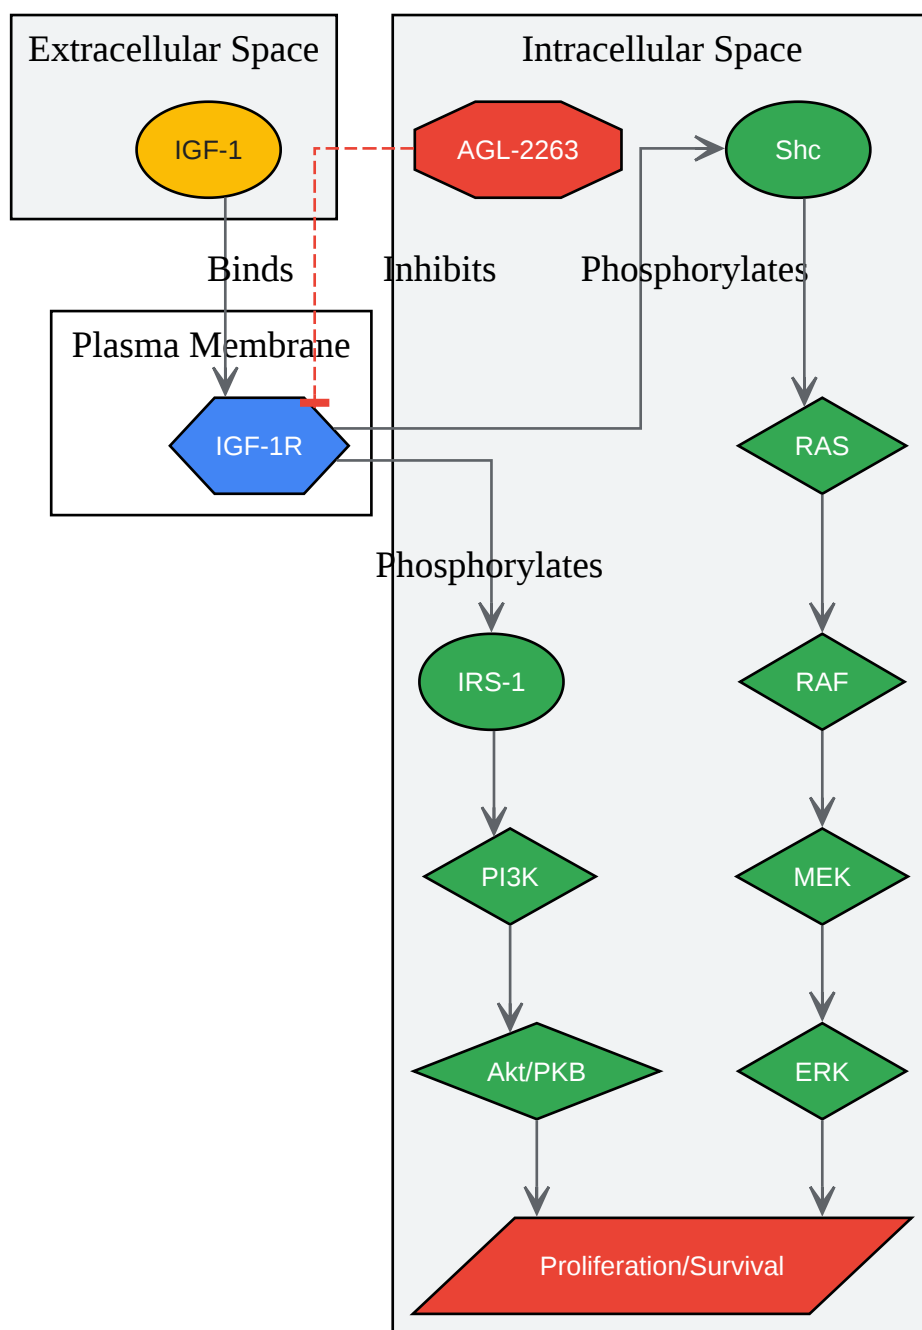 Extracellular Space
Intracellular Space
IGF-1
AGL-2263
Shc
Binds
Inhibits
Phosphorylates
Plasma Membrane
IGF-1R
RAS
Phosphorylates
IRS-1
RAF
PI3K
MEK
Akt/PKB
ERK
Proliferation/Survival